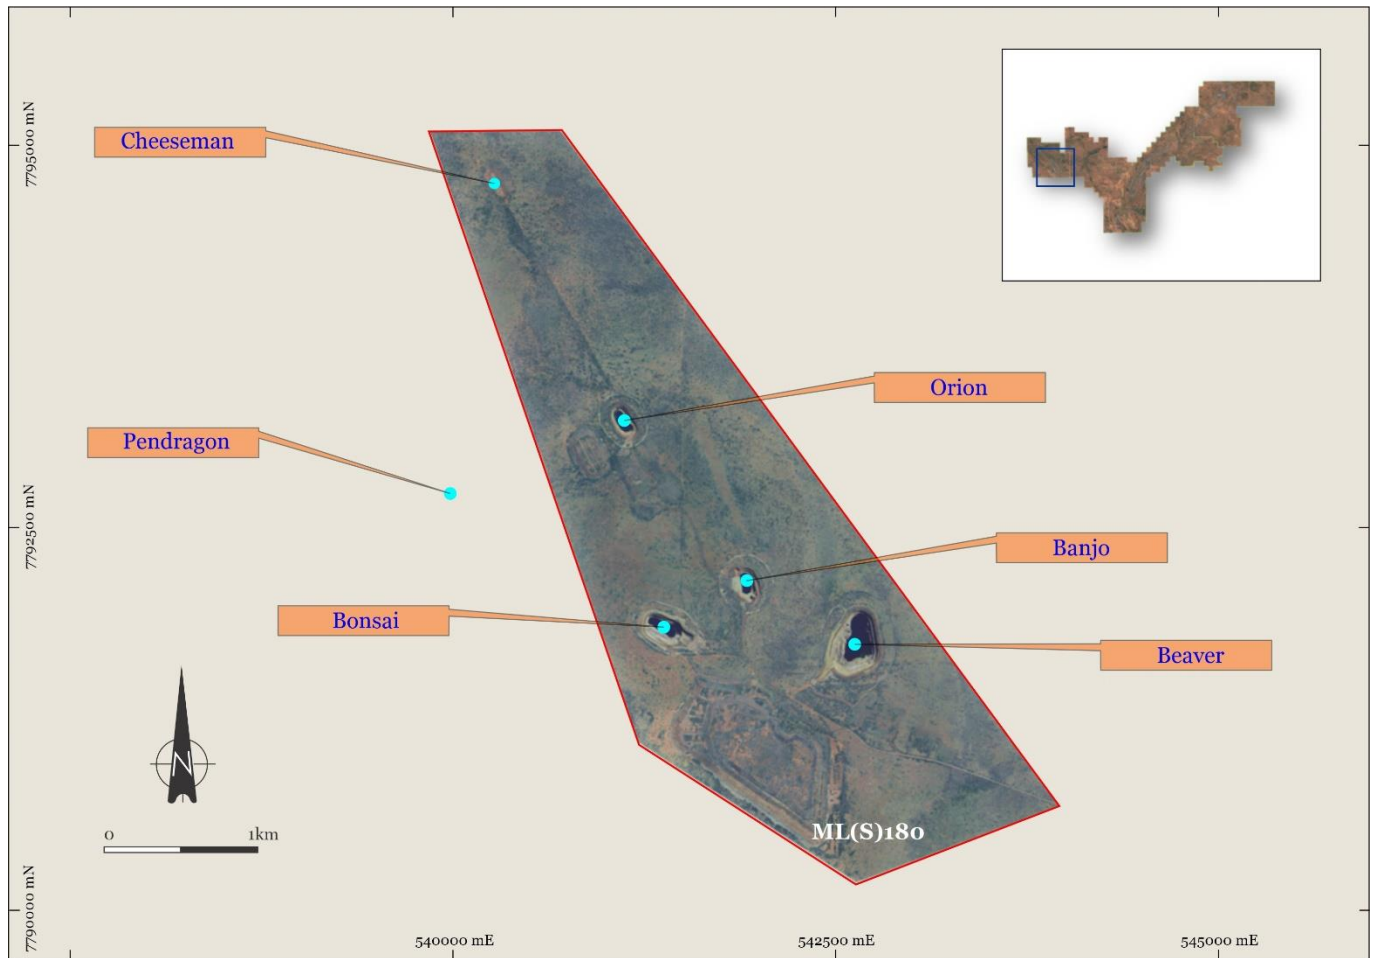 7795000 mN
Cheeseman
Orion
Pendragon
7792500 mN
Banjo
Bonsai
Beaver
N
0 1km
ML(S)180
7790000 mN
540000 mE 542500 mE 545000 mE